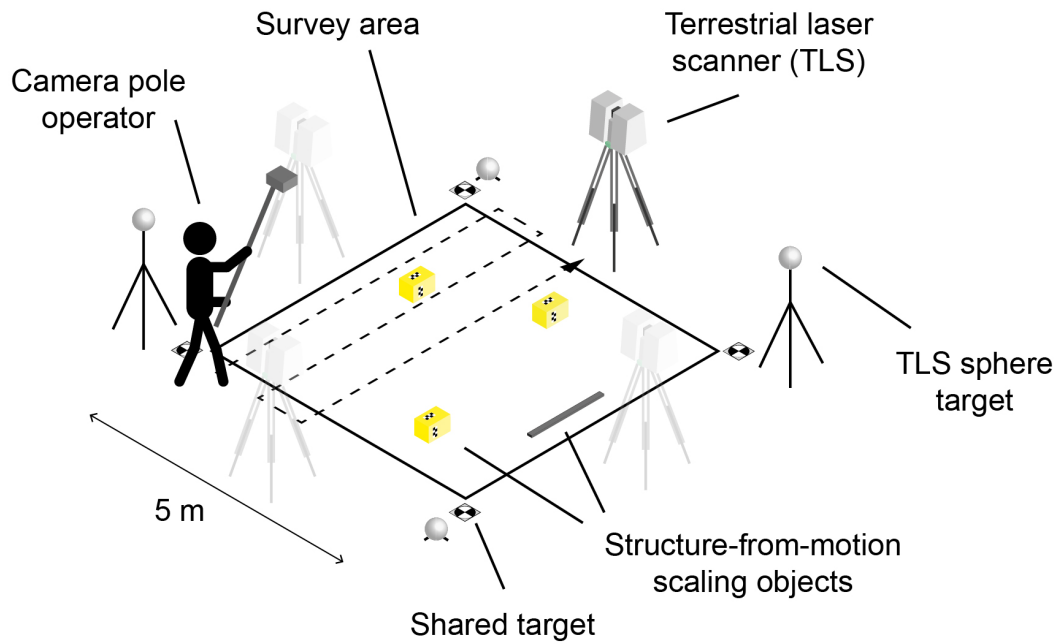 Survey area
Terrestrial laser
scanner (TLS)
Camera pole
operator
TLS sphere
target
5 m
Structure-from-motion
scaling objects
Shared target